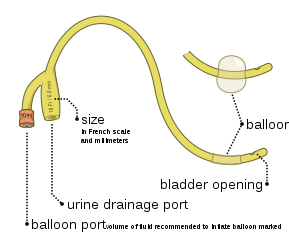 size
in French scale
and millimeters
balloon
bladder opening
urine drainage port
balloon port volume of fluid recommended to inflate balloon marked